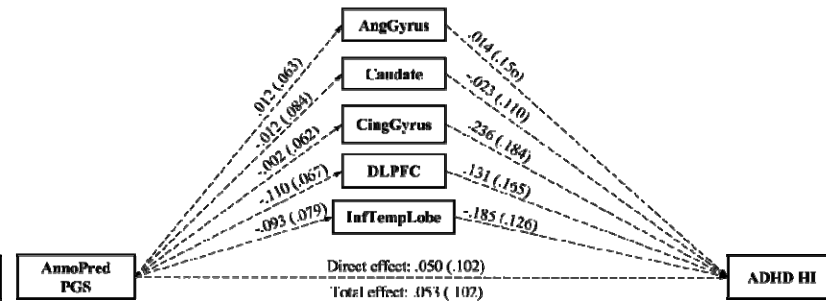 AngGyrus
.012 (.063)
.014 (.156)
Caudate
-.012 (.084)
-.023 (.110)
CingGyrus
-.002 (.062)
.236 (.184)
DLPFC
-.110 (.067)
.131 (.165)
InfTempLobe
-.093 (.079)
-.185 (.126)
AnnoPred
PGS
Direct effect: .050 (.102)
ADHD HI
Total effect: .053 (.102)